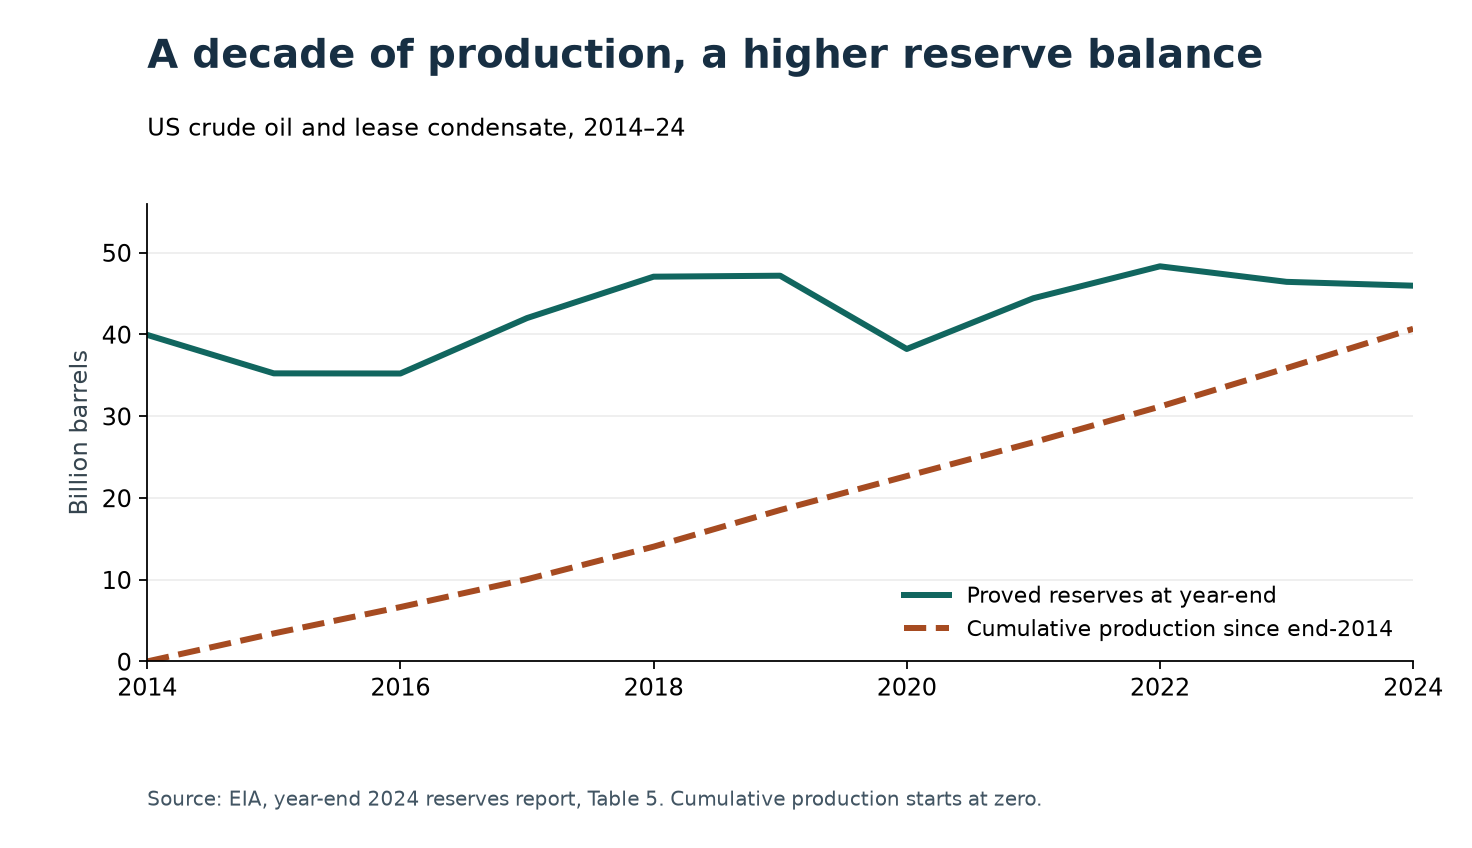 A decade of production, a higher reserve balance
US crude oil and lease condensate, 2014–24
Billion barrels
50
40
30
20
10
0
Proved reserves at year-end
Cumulative production since end-2014
2014 2016 2018 2020 2022 2024
Source: EIA, year-end 2024 reserves report, Table 5. Cumulative production starts at zero.